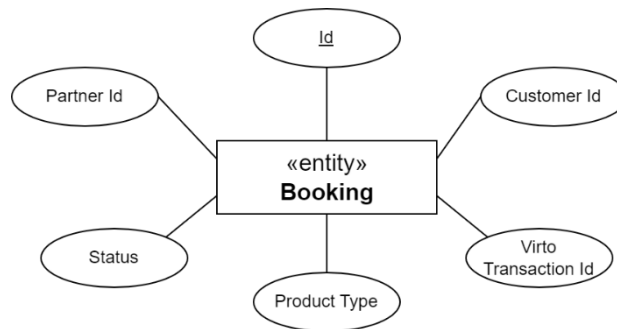 Id
Partner Id
Customer Id
«entity»
Booking
Status
Virto
Transaction Id
Product Type